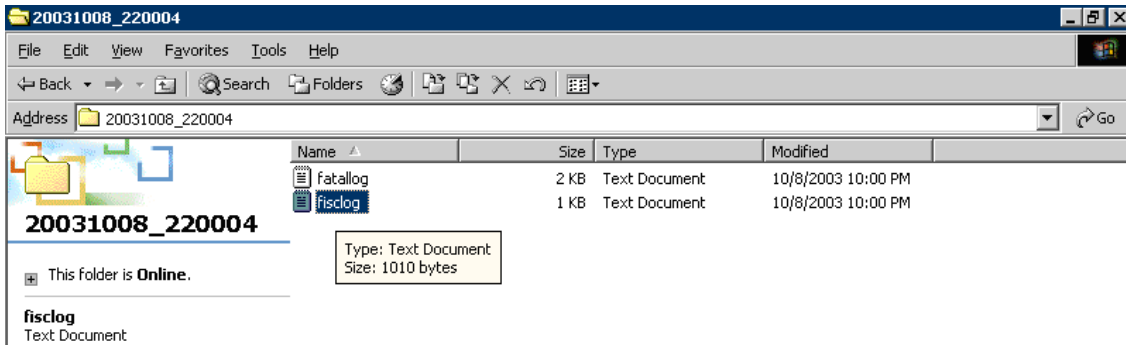 20031008_220004
File Edit View Favorites Tools Help
Back Search Folders
Address 20031008_220004 Go
Name Size Type Modified
fatallog 2 KB Text Document 10/8/2003 10:00 PM
fisclog 1 KB Text Document 10/8/2003 10:00 PM
20031008_220004
Type: Text Document
Size: 1010 bytes
This folder is Online.
fisclog
Text Document